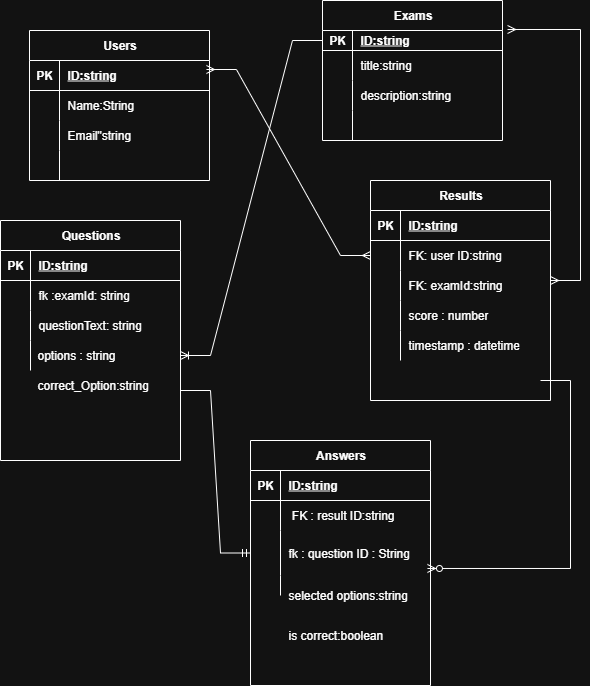 Exams
PK ID:string
title:string
description:string
Users
PK ID:string
Name:String
Email"string
Results
PK ID:string
FK: user ID:string
FK: examId:string
score : number
timestamp : datetime
Questions
PK ID:string
fk :examId: string
questionText: string
options : string
correct_Option:string
Answers
PK ID:string
FK : result ID:string
fk : question ID : String
selected options:string
is correct:boolean